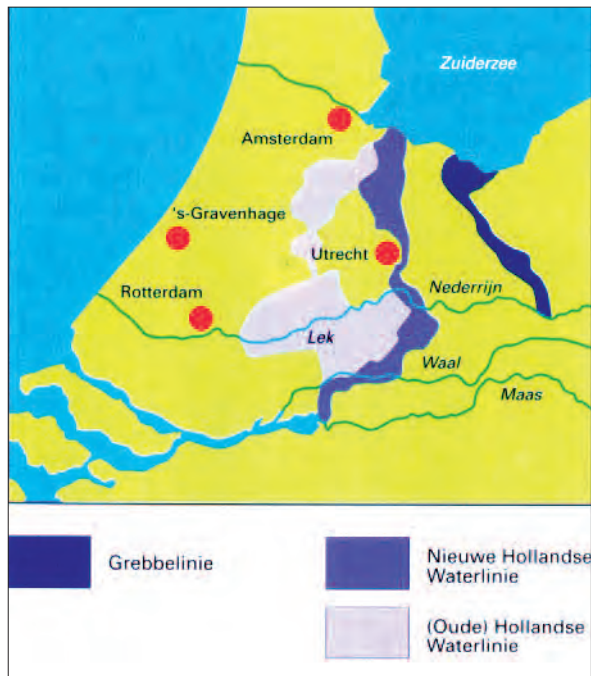 Zuiderzee
Amsterdam
's-Gravenhage
Utrecht
Rotterdam
Nederrijn
Lek
Waal
Maas
Grebbelinie
Nieuwe Hollandse
Waterlinie
(Oude) Hollandse
Waterlinie